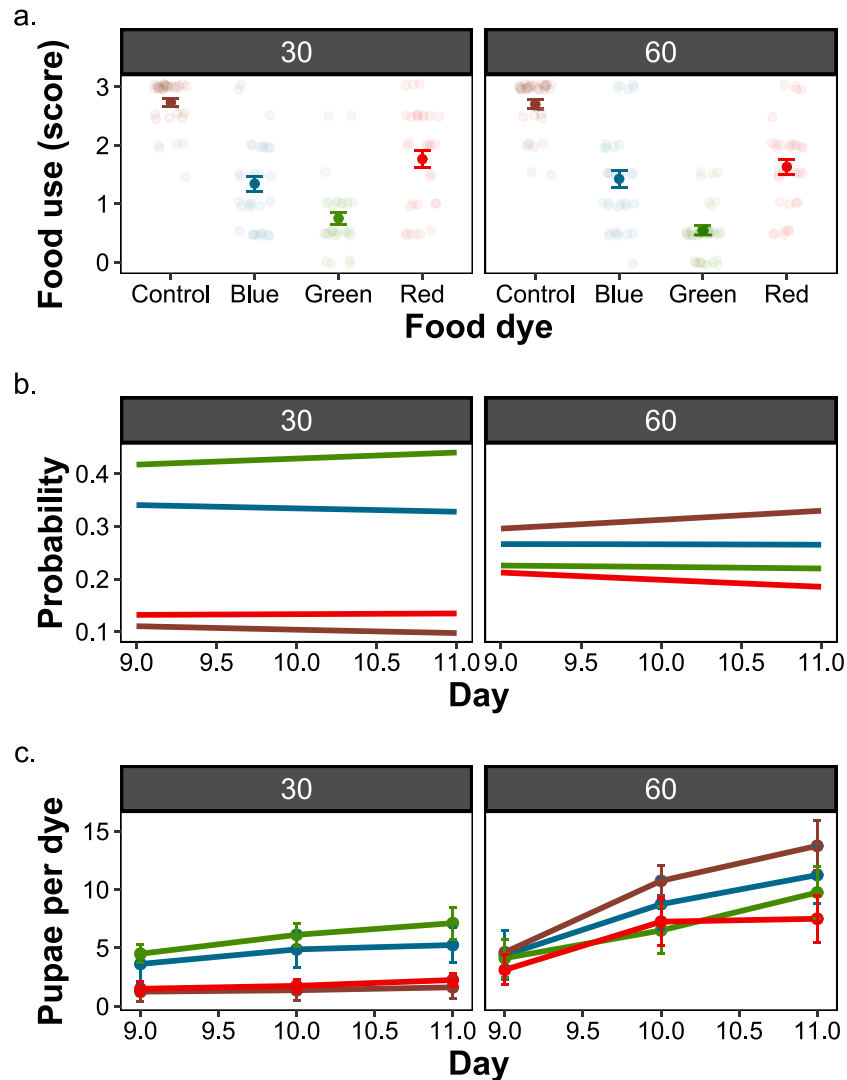 a.
30 60
Food use (score)
3
2
1
0
Control Blue Green Red Control Blue Green Red
Food dye
b.
30 60
Probability
0.4
0.3
0.2
0.1
9.0 9.5 10.0 10.5 11.0 9.0 9.5 10.0 10.5 11.0
Day
c.
30 60
Pupae per dye
15
10
5
0
9.0 9.5 10.0 10.5 11.0 9.0 9.5 10.0 10.5 11.0
Day